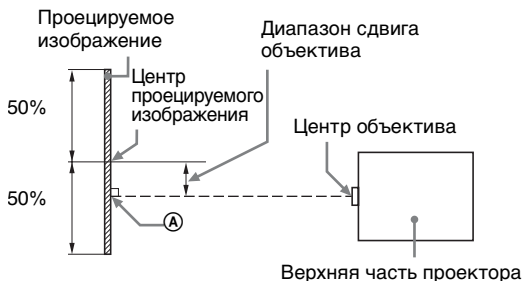 Проецируемое
изображение
Диапазон сдвига
объектива
Центр
проецируемого
изображения
50%
Центр объектива
50%
A
Верхняя часть проектора